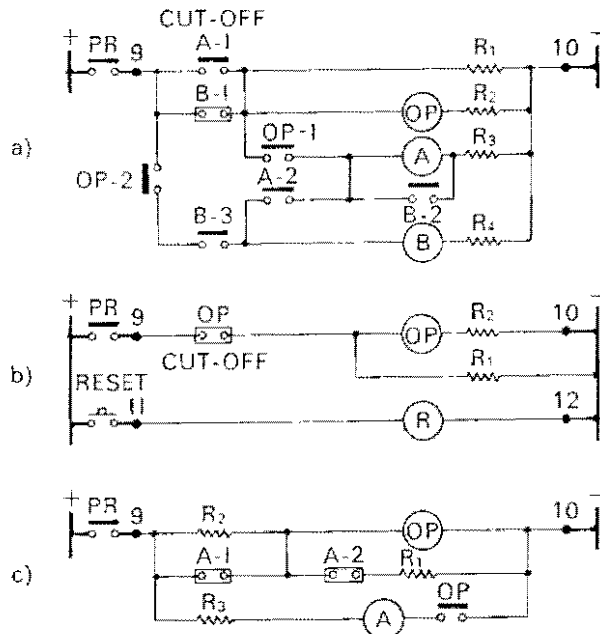 CUT-OFF
+ PR 9 A-1 R₁ 10 -
B-1 OP R₂
a) OP-1 A R₃
OP-2 A-2
B-2
B-3 B R₄
+ PR 9 OP OP R₂ 10 -
CUT-OFF R₁
b) RESET
11 R 12
+ PR 9 R₂ OP 10 -
A-1 A-2 R₁
c) R₃ A OP